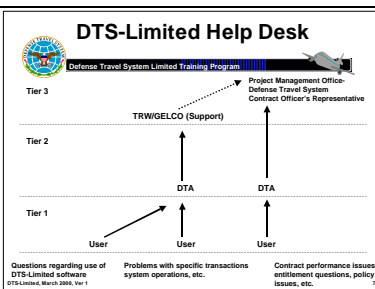 DTS-Limited Help Desk
Defense Travel System Limited Training Program
Project Management Office-
Defense Travel System
Contract Officer's Representative
Tier 3
TRW/GELCO (Support)
Tier 2
DTA
DTA
Tier 1
User
User
User
Questions regarding use of
DTS-Limited software
Problems with specific transactions
system operations, etc.
Contract performance issues
entitlement questions, policy
issues, etc.
DTS-Limited, March 2000, Ver 1
7